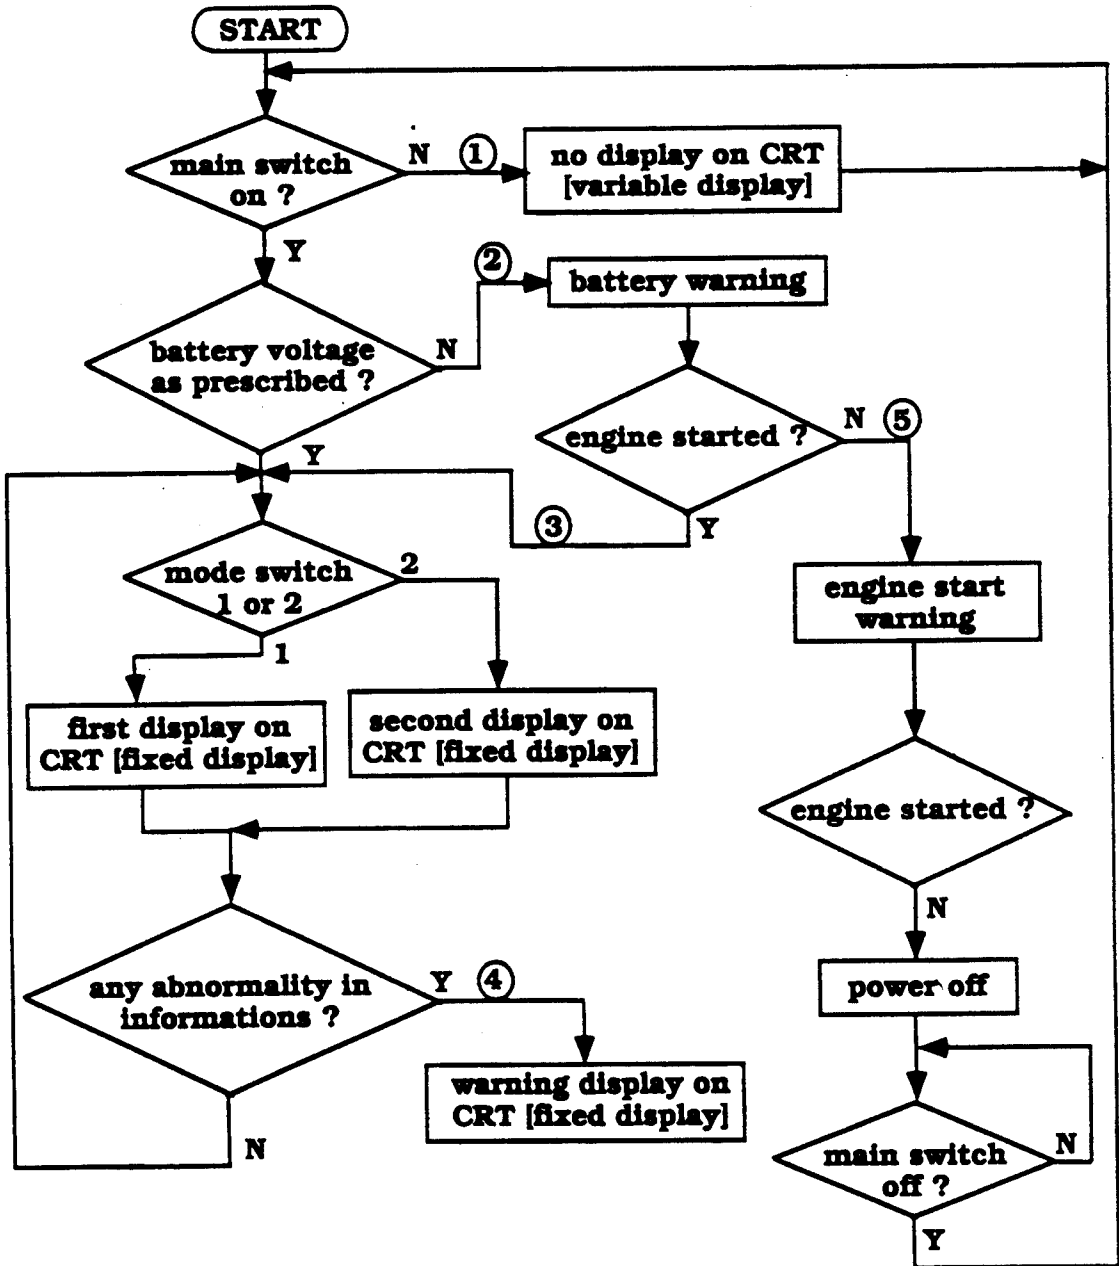 START
main switch
on ?
N
1
no display on CRT
[variable display]
Y
2
battery warning
battery voltage
as prescribed ?
N
Y
engine started ?
N
5
3
Y
mode switch
1 or 2
2
1
engine start
warning
first display on
CRT [fixed display]
second display on
CRT [fixed display]
engine started ?
N
any abnormality in
informations ?
Y
4
power off
warning display on
CRT [fixed display]
N
main switch
off ?
N
Y